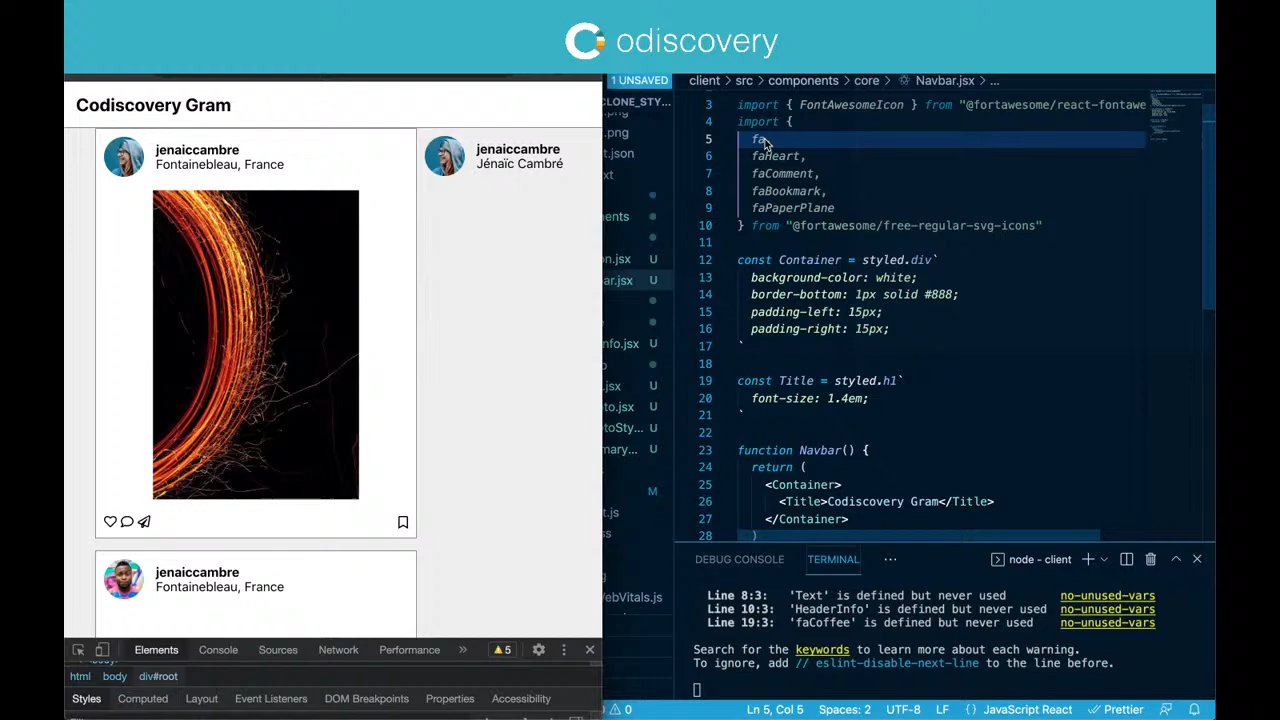 odiscovery
Codiscovery Gram
jenaiccambre
Fontainebleau, France
jenaiccambre
Jénaïc Cambré
jenaiccambre
Fontainebleau, France
Elements Console Sources Network Performance » 5
html body div#root
Styles Computed Layout Event Listeners DOM Breakpoints Properties Accessibility
1 UNSAVED
CLONE_STY...
.png
t.json
ents
on.jsx U
ar.jsx U
nfo.jsx U
.jsx U
to.jsx U
toSty... U
mary... U
M
t.js
ss
ebVitals.js
client > src > components > core > Navbar.jsx > ...
3 import { FontAwesomeIcon } from "@fortawesome/react-fontawe
4 import {
5 fa
6 faHeart,
7 faComment,
8 faBookmark,
9 faPaperPlane
10 } from "@fortawesome/free-regular-svg-icons"
11
12 const Container = styled.div`
13 background-color: white;
14 border-bottom: 1px solid #888;
15 padding-left: 15px;
16 padding-right: 15px;
17 `
18
19 const Title = styled.h1`
20 font-size: 1.4em;
21 `
22
23 function Navbar() {
24 return (
25 <Container>
26 <Title>Codiscovery Gram</Title>
27 </Container>
28 )
DEBUG CONSOLE TERMINAL ... node - client
Line 8:3: 'Text' is defined but never used no-unused-vars
Line 10:3: 'HeaderInfo' is defined but never used no-unused-vars
Line 19:3: 'faCoffee' is defined but never used no-unused-vars
Search for the keywords to learn more about each warning.
To ignore, add // eslint-disable-next-line to the line before.
0 Ln 5, Col 5 Spaces: 2 UTF-8 LF {} JavaScript React Prettier